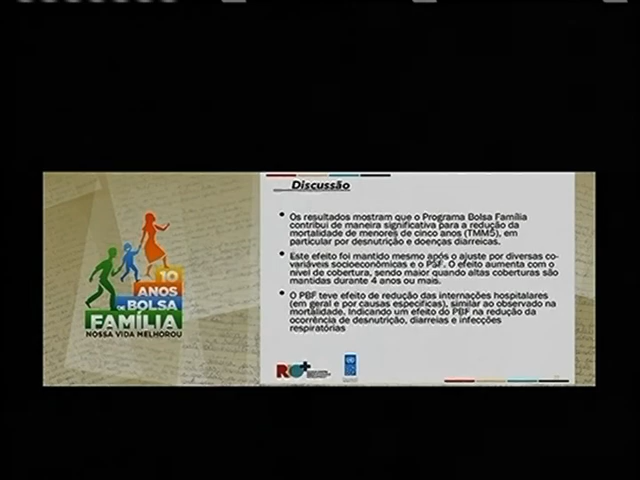 Discussão
Os resultados mostram que o Programa Bolsa Família
contribui de maneira significativa para a redução da
mortalidade de menores de cinco anos (TMM5), em
particular por desnutrição e doenças diarreicas.
Este efeito foi mantido mesmo após o ajuste por diversas co-
variáveis socioeconômicas e o PSF. O efeito aumenta com o
nível de cobertura, sendo maior quando altas coberturas são
mantidas durante 4 anos ou mais.
O PBF teve efeito de redução das internações hospitalares
(em geral e por causas específicas), similar ao observado na
mortalidade. Indicando um efeito do PBF na redução da
ocorrência de desnutrição, diarreias e infecções
respiratórias
10
ANOS
DE BOLSA
FAMÍLIA
NOSSA VIDA MELHOROU
RIO+